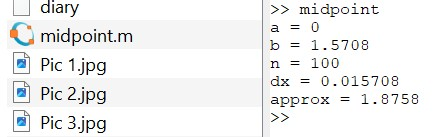 diary
midpoint.m
Pic 1.jpg
Pic 2.jpg
Pic 3.jpg
>> midpoint
a = 0
b = 1.5708
n = 100
dx = 0.015708
approx = 1.8758
>>